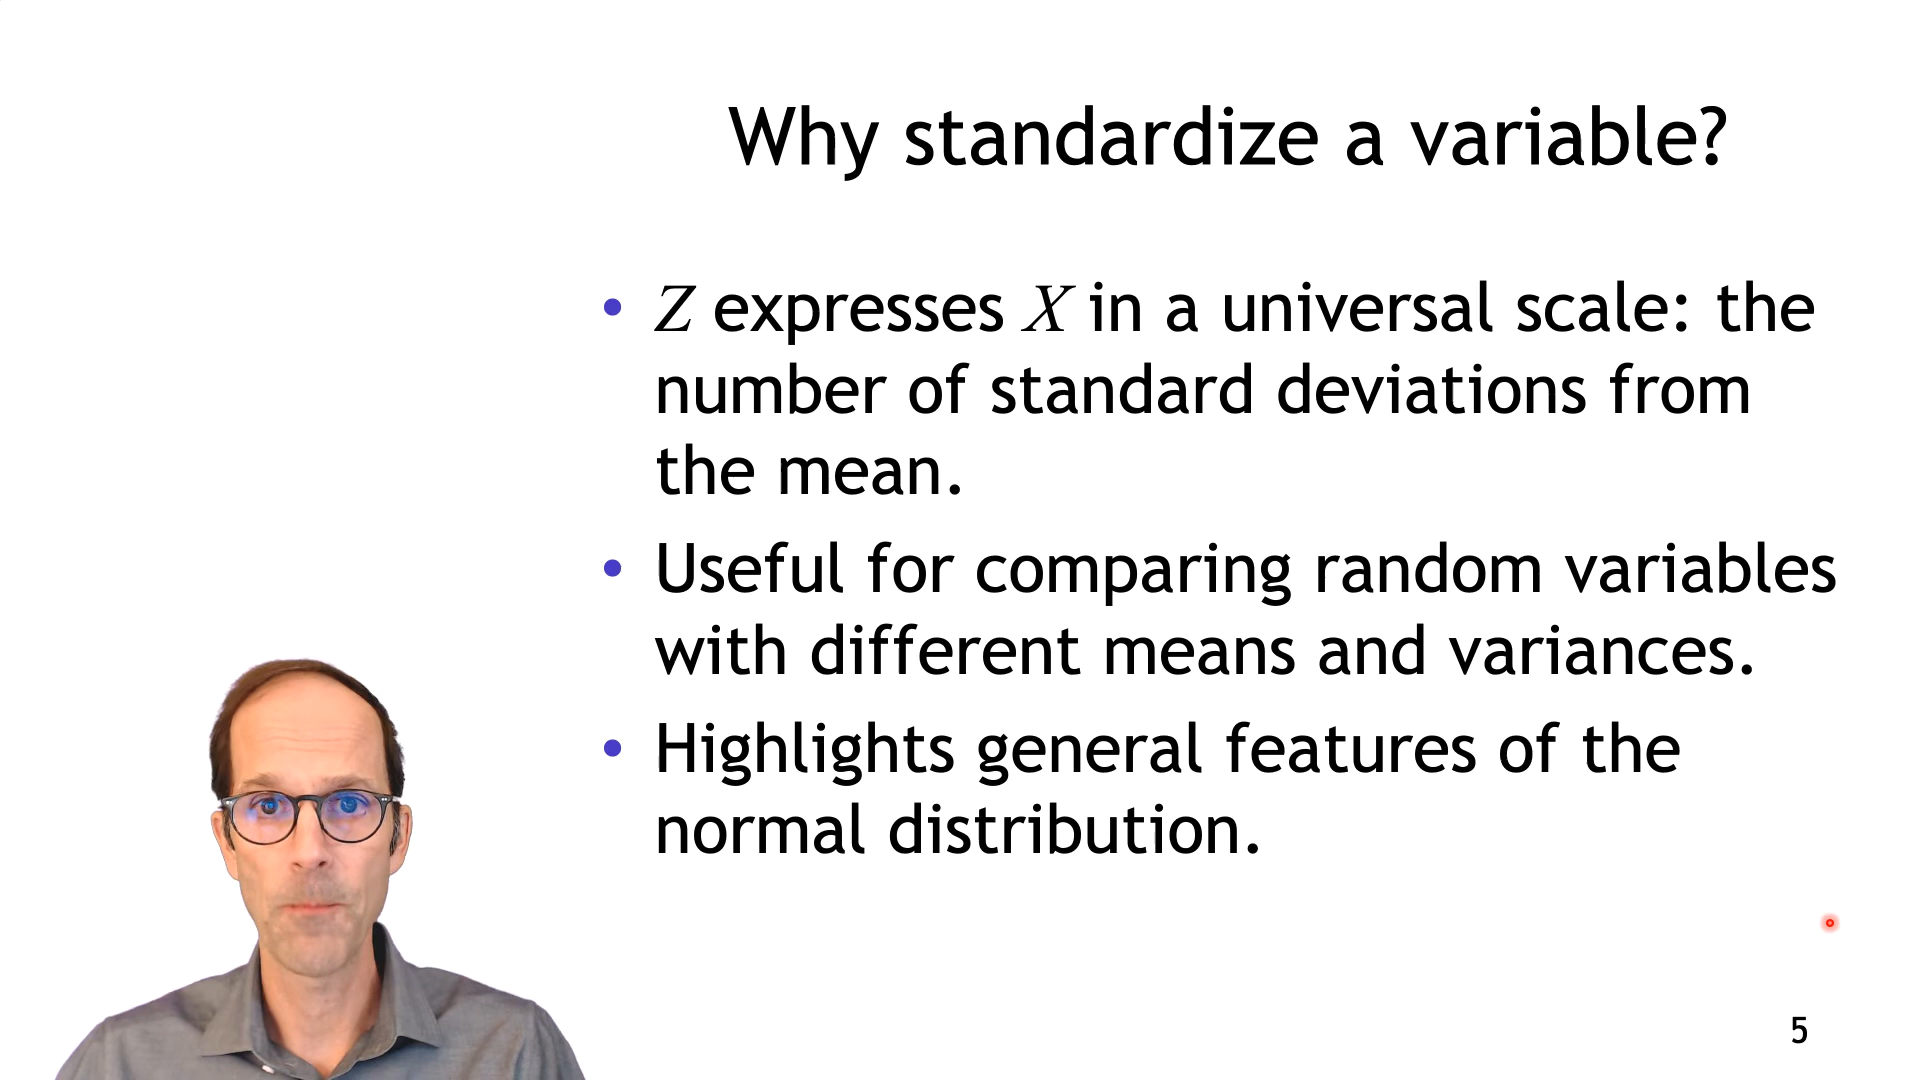 Why standardize a variable?
• Z expresses X in a universal scale: the
number of standard deviations from
the mean.
• Useful for comparing random variables
with different means and variances.
• Highlights general features of the
normal distribution.
5